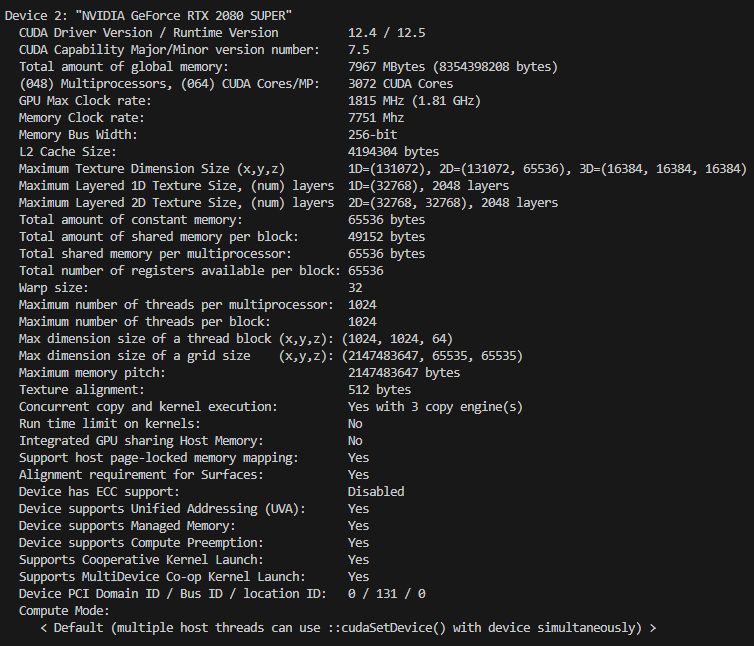 Device 2: "NVIDIA GeForce RTX 2080 SUPER"
  CUDA Driver Version / Runtime Version          12.4 / 12.5
  CUDA Capability Major/Minor version number:    7.5
  Total amount of global memory:                 7967 MBytes (8354398208 bytes)
  (048) Multiprocessors, (064) CUDA Cores/MP:    3072 CUDA Cores
  GPU Max Clock rate:                            1815 MHz (1.81 GHz)
  Memory Clock rate:                             7751 Mhz
  Memory Bus Width:                              256-bit
  L2 Cache Size:                                 4194304 bytes
  Maximum Texture Dimension Size (x,y,z)         1D=(131072), 2D=(131072, 65536), 3D=(16384, 16384, 16384)
  Maximum Layered 1D Texture Size, (num) layers  1D=(32768), 2048 layers
  Maximum Layered 2D Texture Size, (num) layers  2D=(32768, 32768), 2048 layers
  Total amount of constant memory:               65536 bytes
  Total amount of shared memory per block:       49152 bytes
  Total shared memory per multiprocessor:        65536 bytes
  Total number of registers available per block: 65536
  Warp size:                                     32
  Maximum number of threads per multiprocessor:  1024
  Maximum number of threads per block:           1024
  Max dimension size of a thread block (x,y,z): (1024, 1024, 64)
  Max dimension size of a grid size    (x,y,z): (2147483647, 65535, 65535)
  Maximum memory pitch:                          2147483647 bytes
  Texture alignment:                             512 bytes
  Concurrent copy and kernel execution:          Yes with 3 copy engine(s)
  Run time limit on kernels:                     No
  Integrated GPU sharing Host Memory:            No
  Support host page-locked memory mapping:       Yes
  Alignment requirement for Surfaces:            Yes
  Device has ECC support:                        Disabled
  Device supports Unified Addressing (UVA):      Yes
  Device supports Managed Memory:                Yes
  Device supports Compute Preemption:            Yes
  Supports Cooperative Kernel Launch:            Yes
  Supports MultiDevice Co-op Kernel Launch:      Yes
  Device PCI Domain ID / Bus ID / location ID:   0 / 131 / 0
  Compute Mode:
     < Default (multiple host threads can use ::cudaSetDevice() with device simultaneously) >